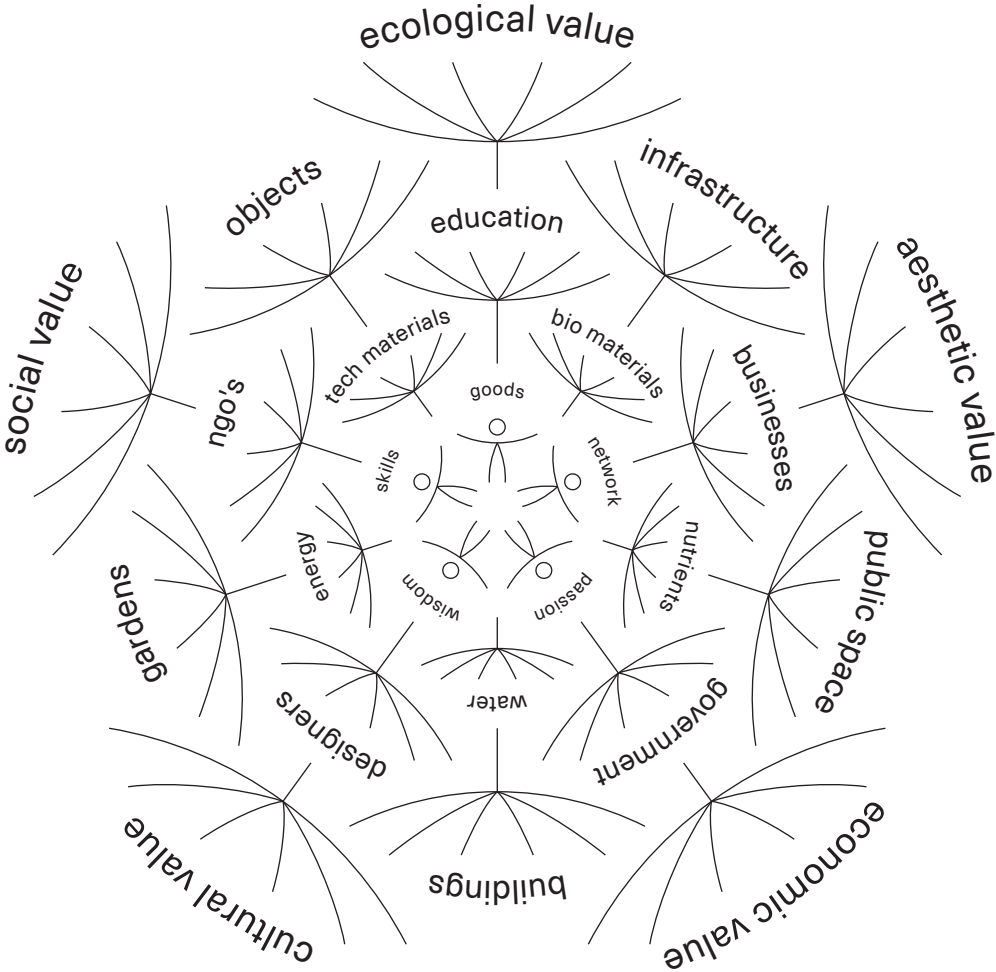 ecological value
objects
infrastructure
education
social value
aesthetic value
tech materials
bio materials
ngo's
goods
businesses
skills
network
energy
nutrients
wisdom
passion
gardens
public space
designers
water
government
cultural value
buildings
economic value